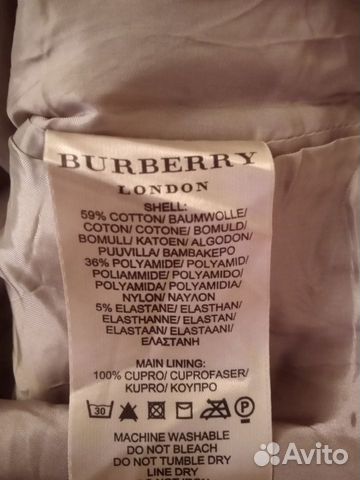 BURBERRY
LONDON
SHELL:
59% COTTON/ BAUMWOLLE/
COTON/ COTONE/ BOMULD/
BOMULL/ KATOEN/ ALGODON/
PUUVILLA/ ΒΑΜΒΑΚΕΡΟ
36% POLYAMIDE/ POLYAMID/
POLIAMMIDE/ POLYAMIDO/
POLYAMIDA/ POLYAMIDIA/
NYLON/ ΝΑΥΛΟΝ
5% ELASTANE/ ELASTHAN/
ELASTHANNE/ ELASTAN/
ELASTAAN/ ELASTAANI/
ΕΛΑΣΤΑΝΗ
MAIN LINING:
100% CUPRO/ CUPROFASER/
KUPRO/ ΚΟΥΠΡΟ
30 P
MACHINE WASHABLE
DO NOT BLEACH
DO NOT TUMBLE DRY
LINE DRY
Avito